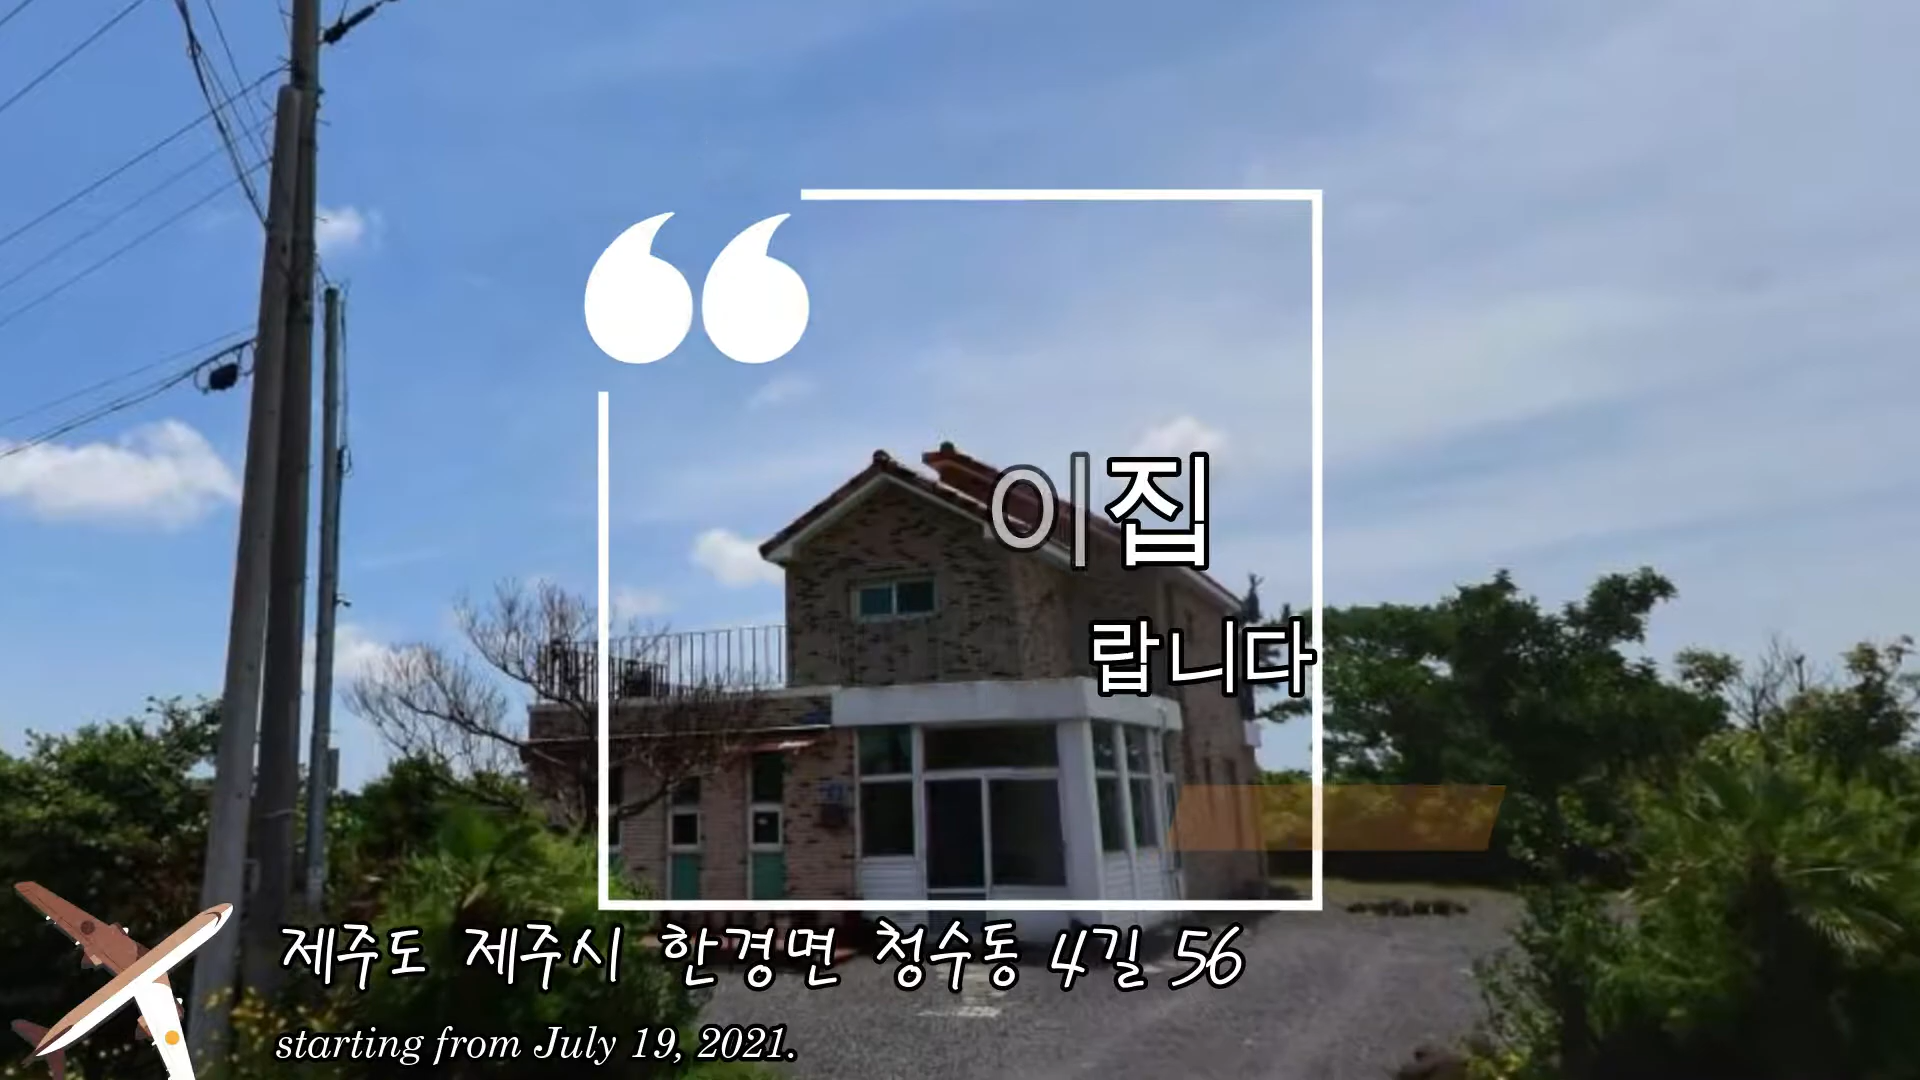 이집
랍니다
제주도 제주시 한경면 청수동 4길 56
starting from July 19, 2021.